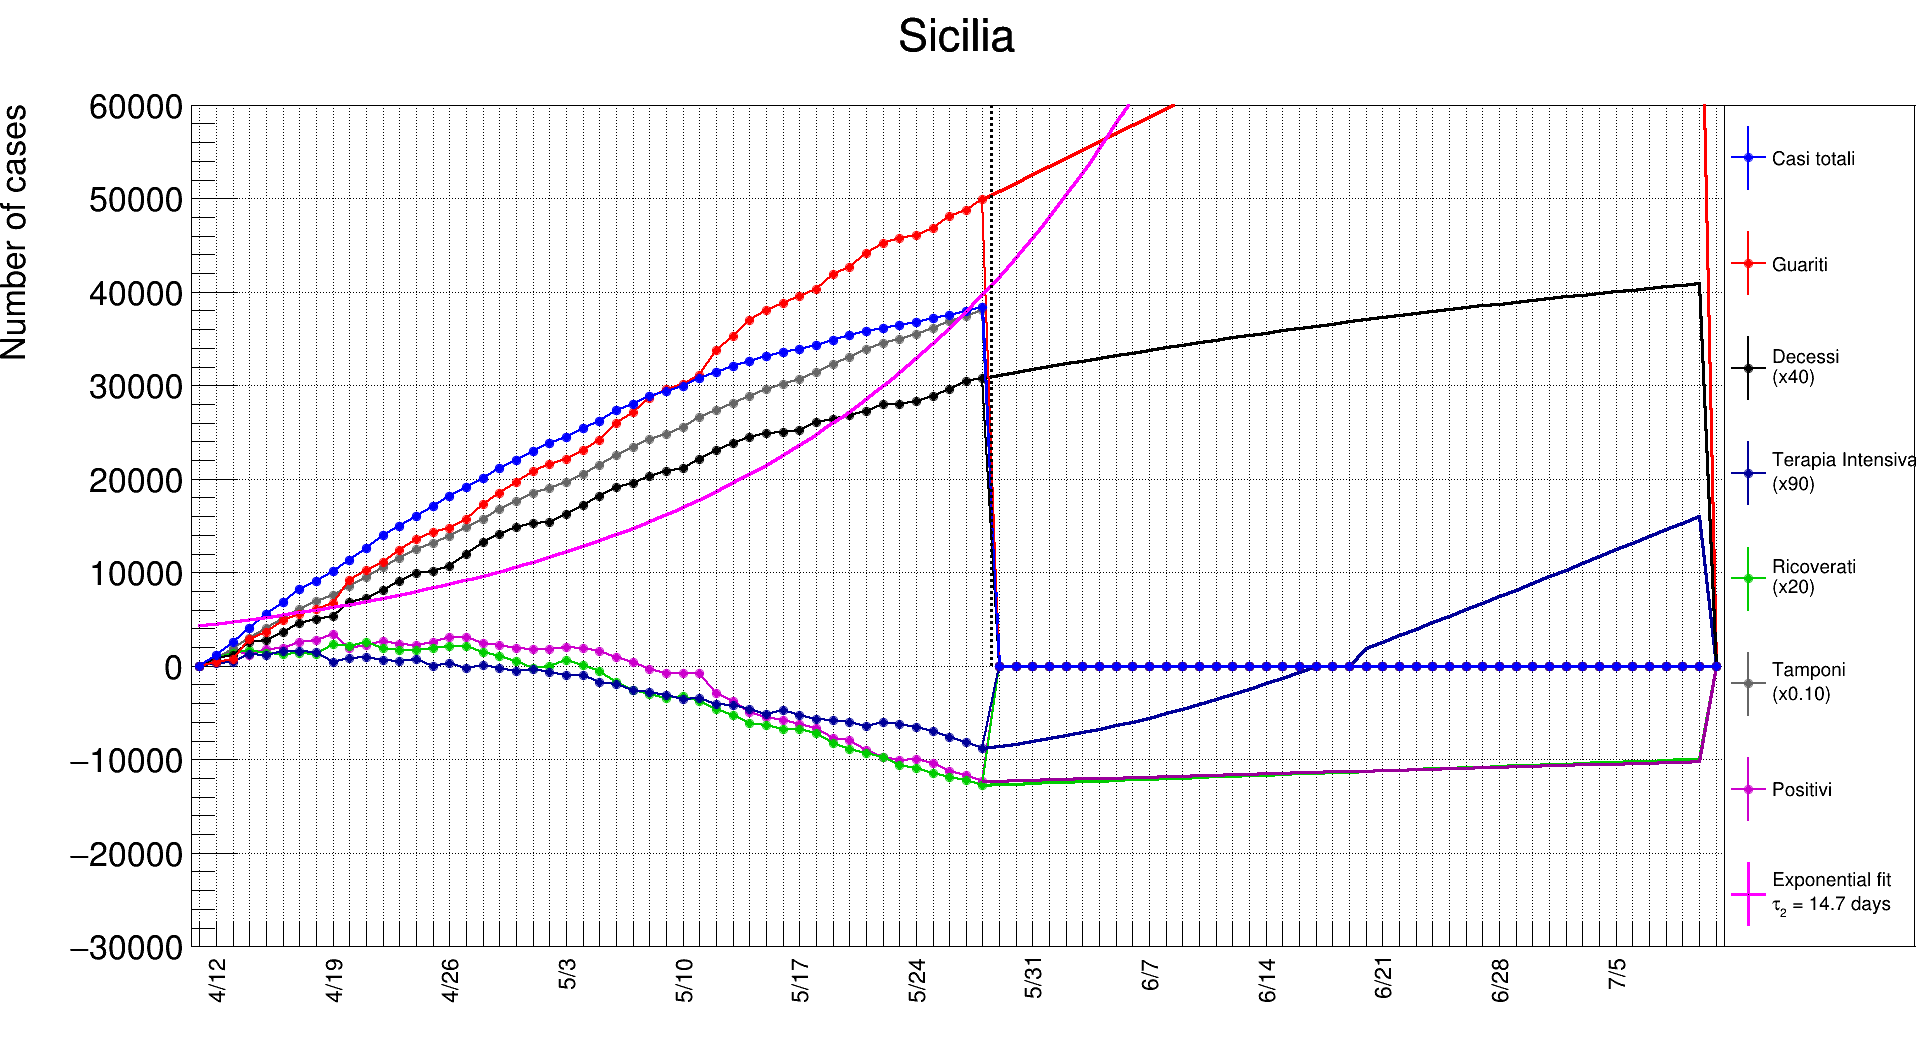 Sicilia
Number of cases
60000
50000
40000
30000
20000
10000
0
−10000
−20000
−30000
4/12
4/19
4/26
5/3
5/10
5/17
5/24
5/31
6/7
6/14
6/21
6/28
7/5
Casi totali
Guariti
Decessi
(x40)
Terapia Intensiva
(x90)
Ricoverati
(x20)
Tamponi
(x0.10)
Positivi
Exponential fit
τ2 = 14.7 days